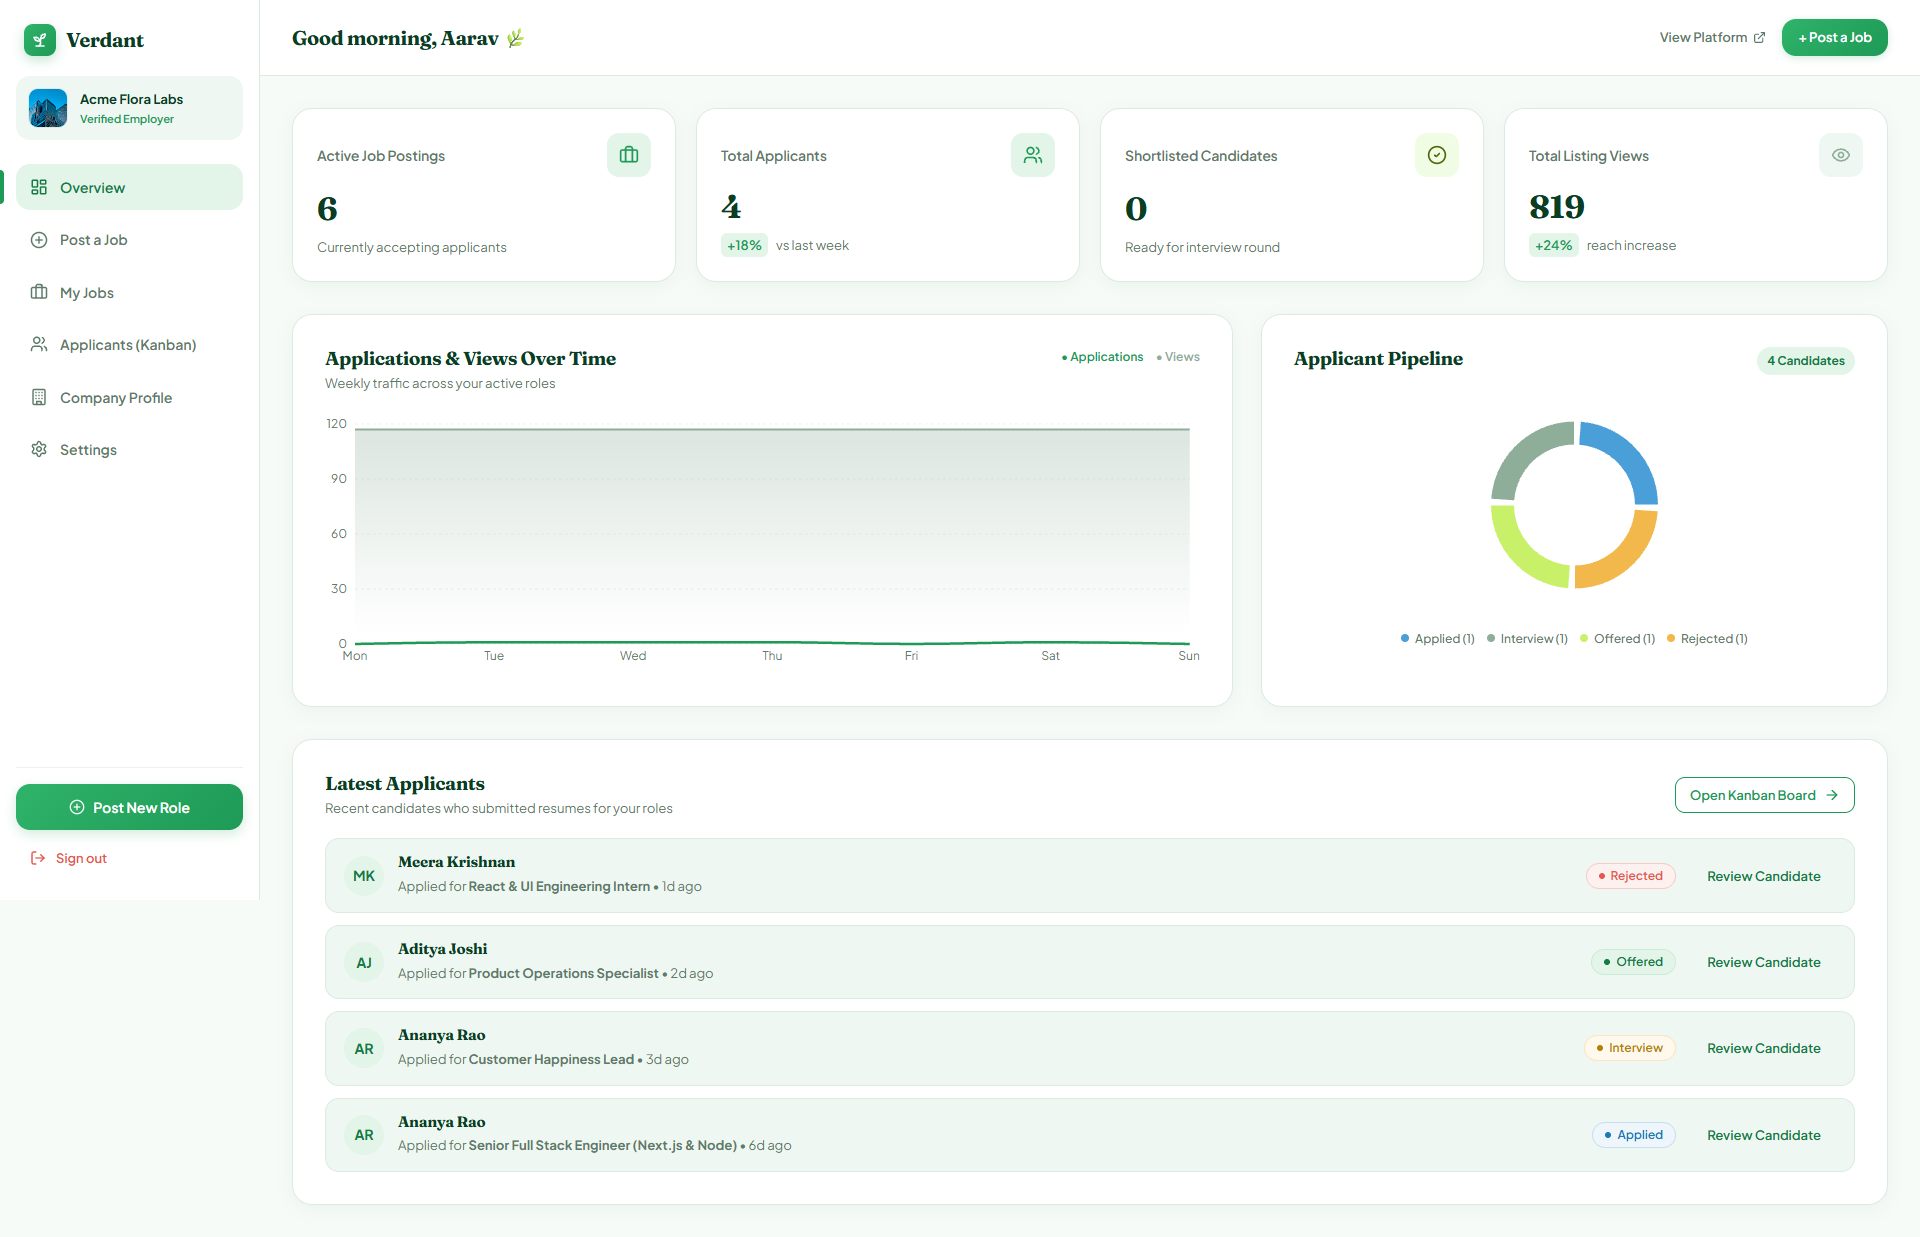 Verdant
Acme Flora Labs
Verified Employer
Overview
Post a Job
My Jobs
Applicants (Kanban)
Company Profile
Settings
Post New Role
Sign out
Good morning, Aarav
View Platform
+ Post a Job
Active Job Postings
6
Currently accepting applicants
Total Applicants
4
+18% vs last week
Shortlisted Candidates
0
Ready for interview round
Total Listing Views
819
+24% reach increase
Applications & Views Over Time
Weekly traffic across your active roles
• Applications • Views
120
90
60
30
0
Mon Tue Wed Thu Fri Sat Sun
Applicant Pipeline
4 Candidates
Applied (1) Interview (1) Offered (1) Rejected (1)
Latest Applicants
Recent candidates who submitted resumes for your roles
Open Kanban Board →
MK
Meera Krishnan
Applied for React & UI Engineering Intern • 1d ago
• Rejected
Review Candidate
AJ
Aditya Joshi
Applied for Product Operations Specialist • 2d ago
• Offered
Review Candidate
AR
Ananya Rao
Applied for Customer Happiness Lead • 3d ago
• Interview
Review Candidate
AR
Ananya Rao
Applied for Senior Full Stack Engineer (Next.js & Node) • 6d ago
• Applied
Review Candidate